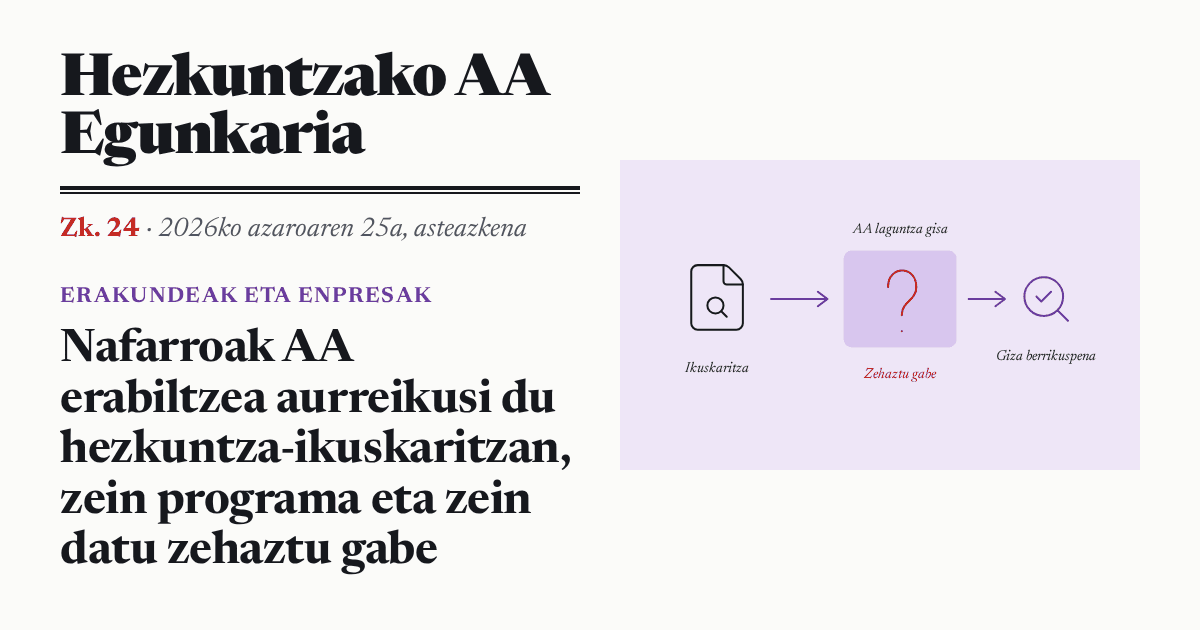 Hezkuntzako AA
Egunkaria
Zk. 24 · 2026ko azaroaren 25a, asteazkena
ERAKUNDEAK ETA ENPRESAK
Nafarroak AA
erabiltzea aurreikusi du
hezkuntza-ikuskaritzan,
zein programa eta zein
datu zehaztu gabe
AA laguntza gisa
?
Ikuskaritza
Zehaztu gabe
Giza berrikuspena